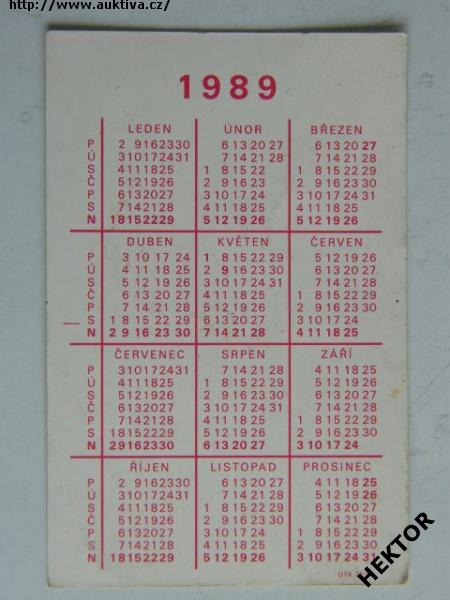 http://www.auktiva.cz/
1989
LEDEN ÚNOR BŘEZEN
P 2 9 16 23 30 6 13 20 27 6 13 20 27
Ú 3 10 17 24 31 7 14 21 28 7 14 21 28
S 4 11 18 25 1 8 15 22 1 8 15 22 29
Č 5 12 19 26 2 9 16 23 2 9 16 23 30
P 6 13 20 27 3 10 17 24 3 10 17 24 31
S 7 14 21 28 4 11 18 25 4 11 18 25
N 1 8 15 22 29 5 12 19 26 5 12 19 26
DUBEN KVĚTEN ČERVEN
P 3 10 17 24 1 8 15 22 29 5 12 19 26
Ú 4 11 18 25 2 9 16 23 30 6 13 20 27
S 5 12 19 26 3 10 17 24 31 7 14 21 28
Č 6 13 20 27 4 11 18 25 1 8 15 22 29
P 7 14 21 28 5 12 19 26 2 9 16 23 30
S 1 8 15 22 29 6 13 20 27 3 10 17 24
N 2 9 16 23 30 7 14 21 28 4 11 18 25
ČERVENEC SRPEN ZÁŘÍ
P 3 10 17 24 31 7 14 21 28 4 11 18 25
Ú 4 11 18 25 1 8 15 22 29 5 12 19 26
S 5 12 19 26 2 9 16 23 30 6 13 20 27
Č 6 13 20 27 3 10 17 24 31 7 14 21 28
P 7 14 21 28 4 11 18 25 1 8 15 22 29
S 1 8 15 22 29 5 12 19 26 2 9 16 23 30
N 2 9 16 23 30 6 13 20 27 3 10 17 24
ŘÍJEN LISTOPAD PROSINEC
P 2 9 16 23 30 6 13 20 27 4 11 18 25
Ú 3 10 17 24 31 7 14 21 28 5 12 19 26
S 4 11 18 25 1 8 15 22 29 6 13 20 27
Č 5 12 19 26 2 9 16 23 30 7 14 21 28
P 6 13 20 27 3 10 17 24 1 8 15 22 29
S 7 14 21 28 4 11 18 25 2 9 16 23 30
N 1 8 15 22 29 5 12 19 26 3 10 17 24 31
OTK
HEKTOR